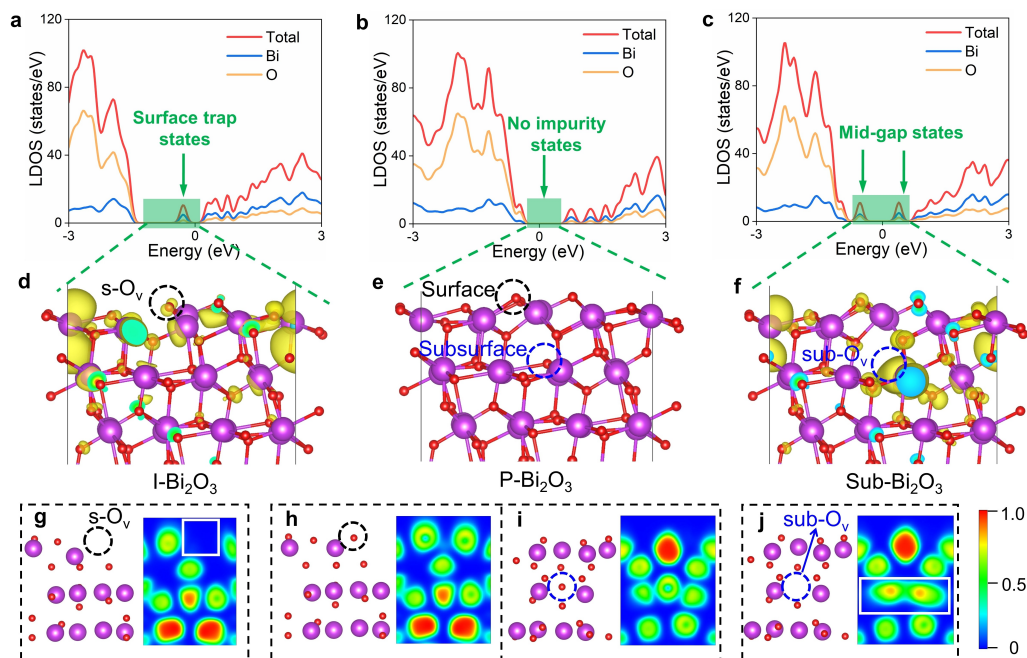 a
120
80
40
0
LDOS (states/eV)
Total
Bi
O
Surface trap
states
-3
0
3
Energy (eV)
b
120
80
40
0
LDOS (states/eV)
Total
Bi
O
No impurity
states
-3
0
3
Energy (eV)
c
120
80
40
0
LDOS (states/eV)
Total
Bi
O
Mid-gap states
-3
0
3
Energy (eV)
d
s-Oᵥ
I-Bi₂O₃
e
Surface
Subsurface
P-Bi₂O₃
f
sub-Oᵥ
Sub-Bi₂O₃
g
s-Oᵥ
h
i
j
sub-Oᵥ
1.0
0.5
0